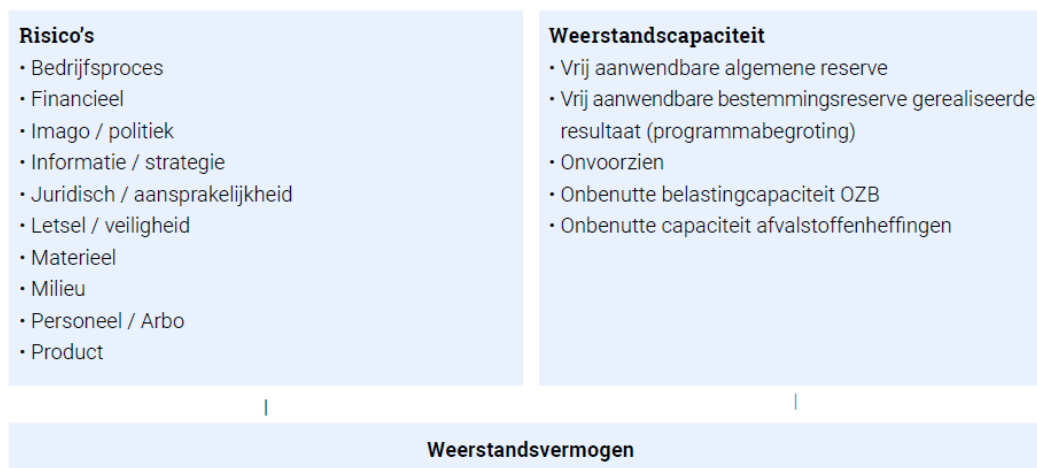 Risico's
• Bedrijfsproces
• Financieel
• Imago / politiek
• Informatie / strategie
• Juridisch / aansprakelijkheid
• Letsel / veiligheid
• Materieel
• Milieu
• Personeel / Arbo
• Product
Weerstandscapaciteit
• Vrij aanwendbare algemene reserve
• Vrij aanwendbare bestemmingsreserve gerealiseerde
resultaat (programmabegroting)
• Onvoorzien
• Onbenutte belastingcapaciteit OZB
• Onbenutte capaciteit afvalstoffenheffingen
Weerstandsvermogen